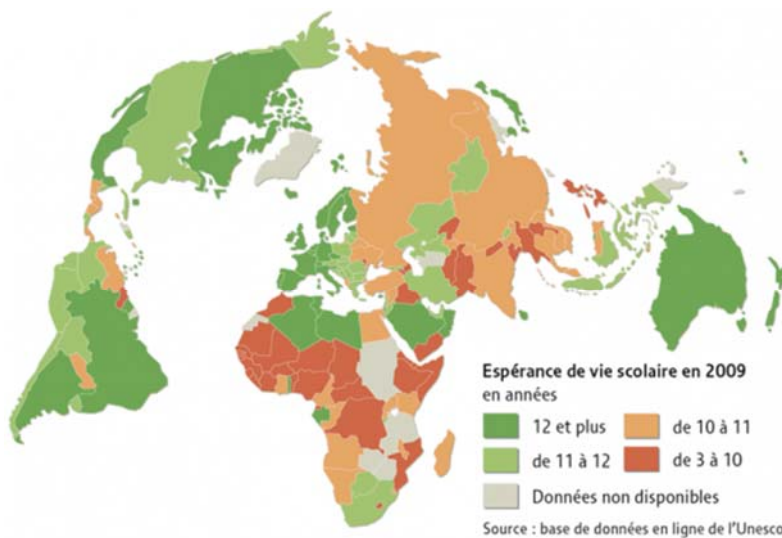 Espérance de vie scolaire en 2009
en années
12 et plus
de 10 à 11
de 11 à 12
de 3 à 10
Données non disponibles
Source : base de données en ligne de l'Unesco